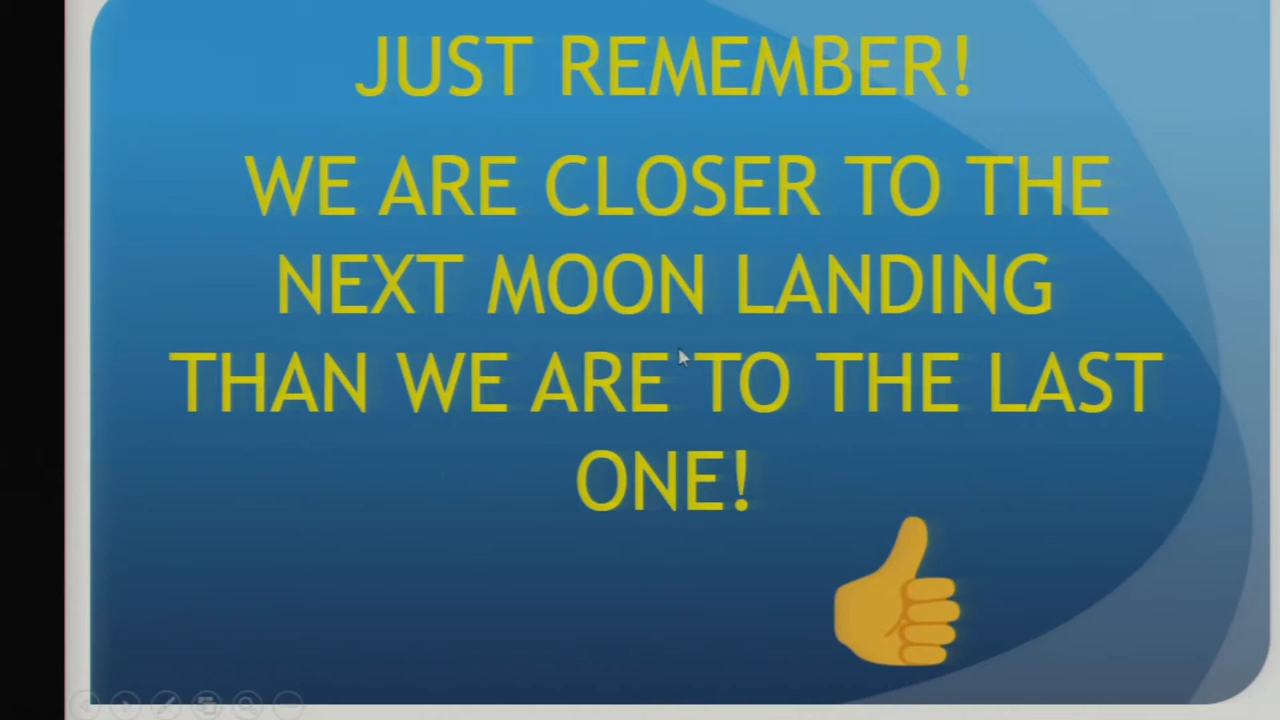 JUST REMEMBER!
WE ARE CLOSER TO THE
NEXT MOON LANDING
THAN WE ARE TO THE LAST
ONE!